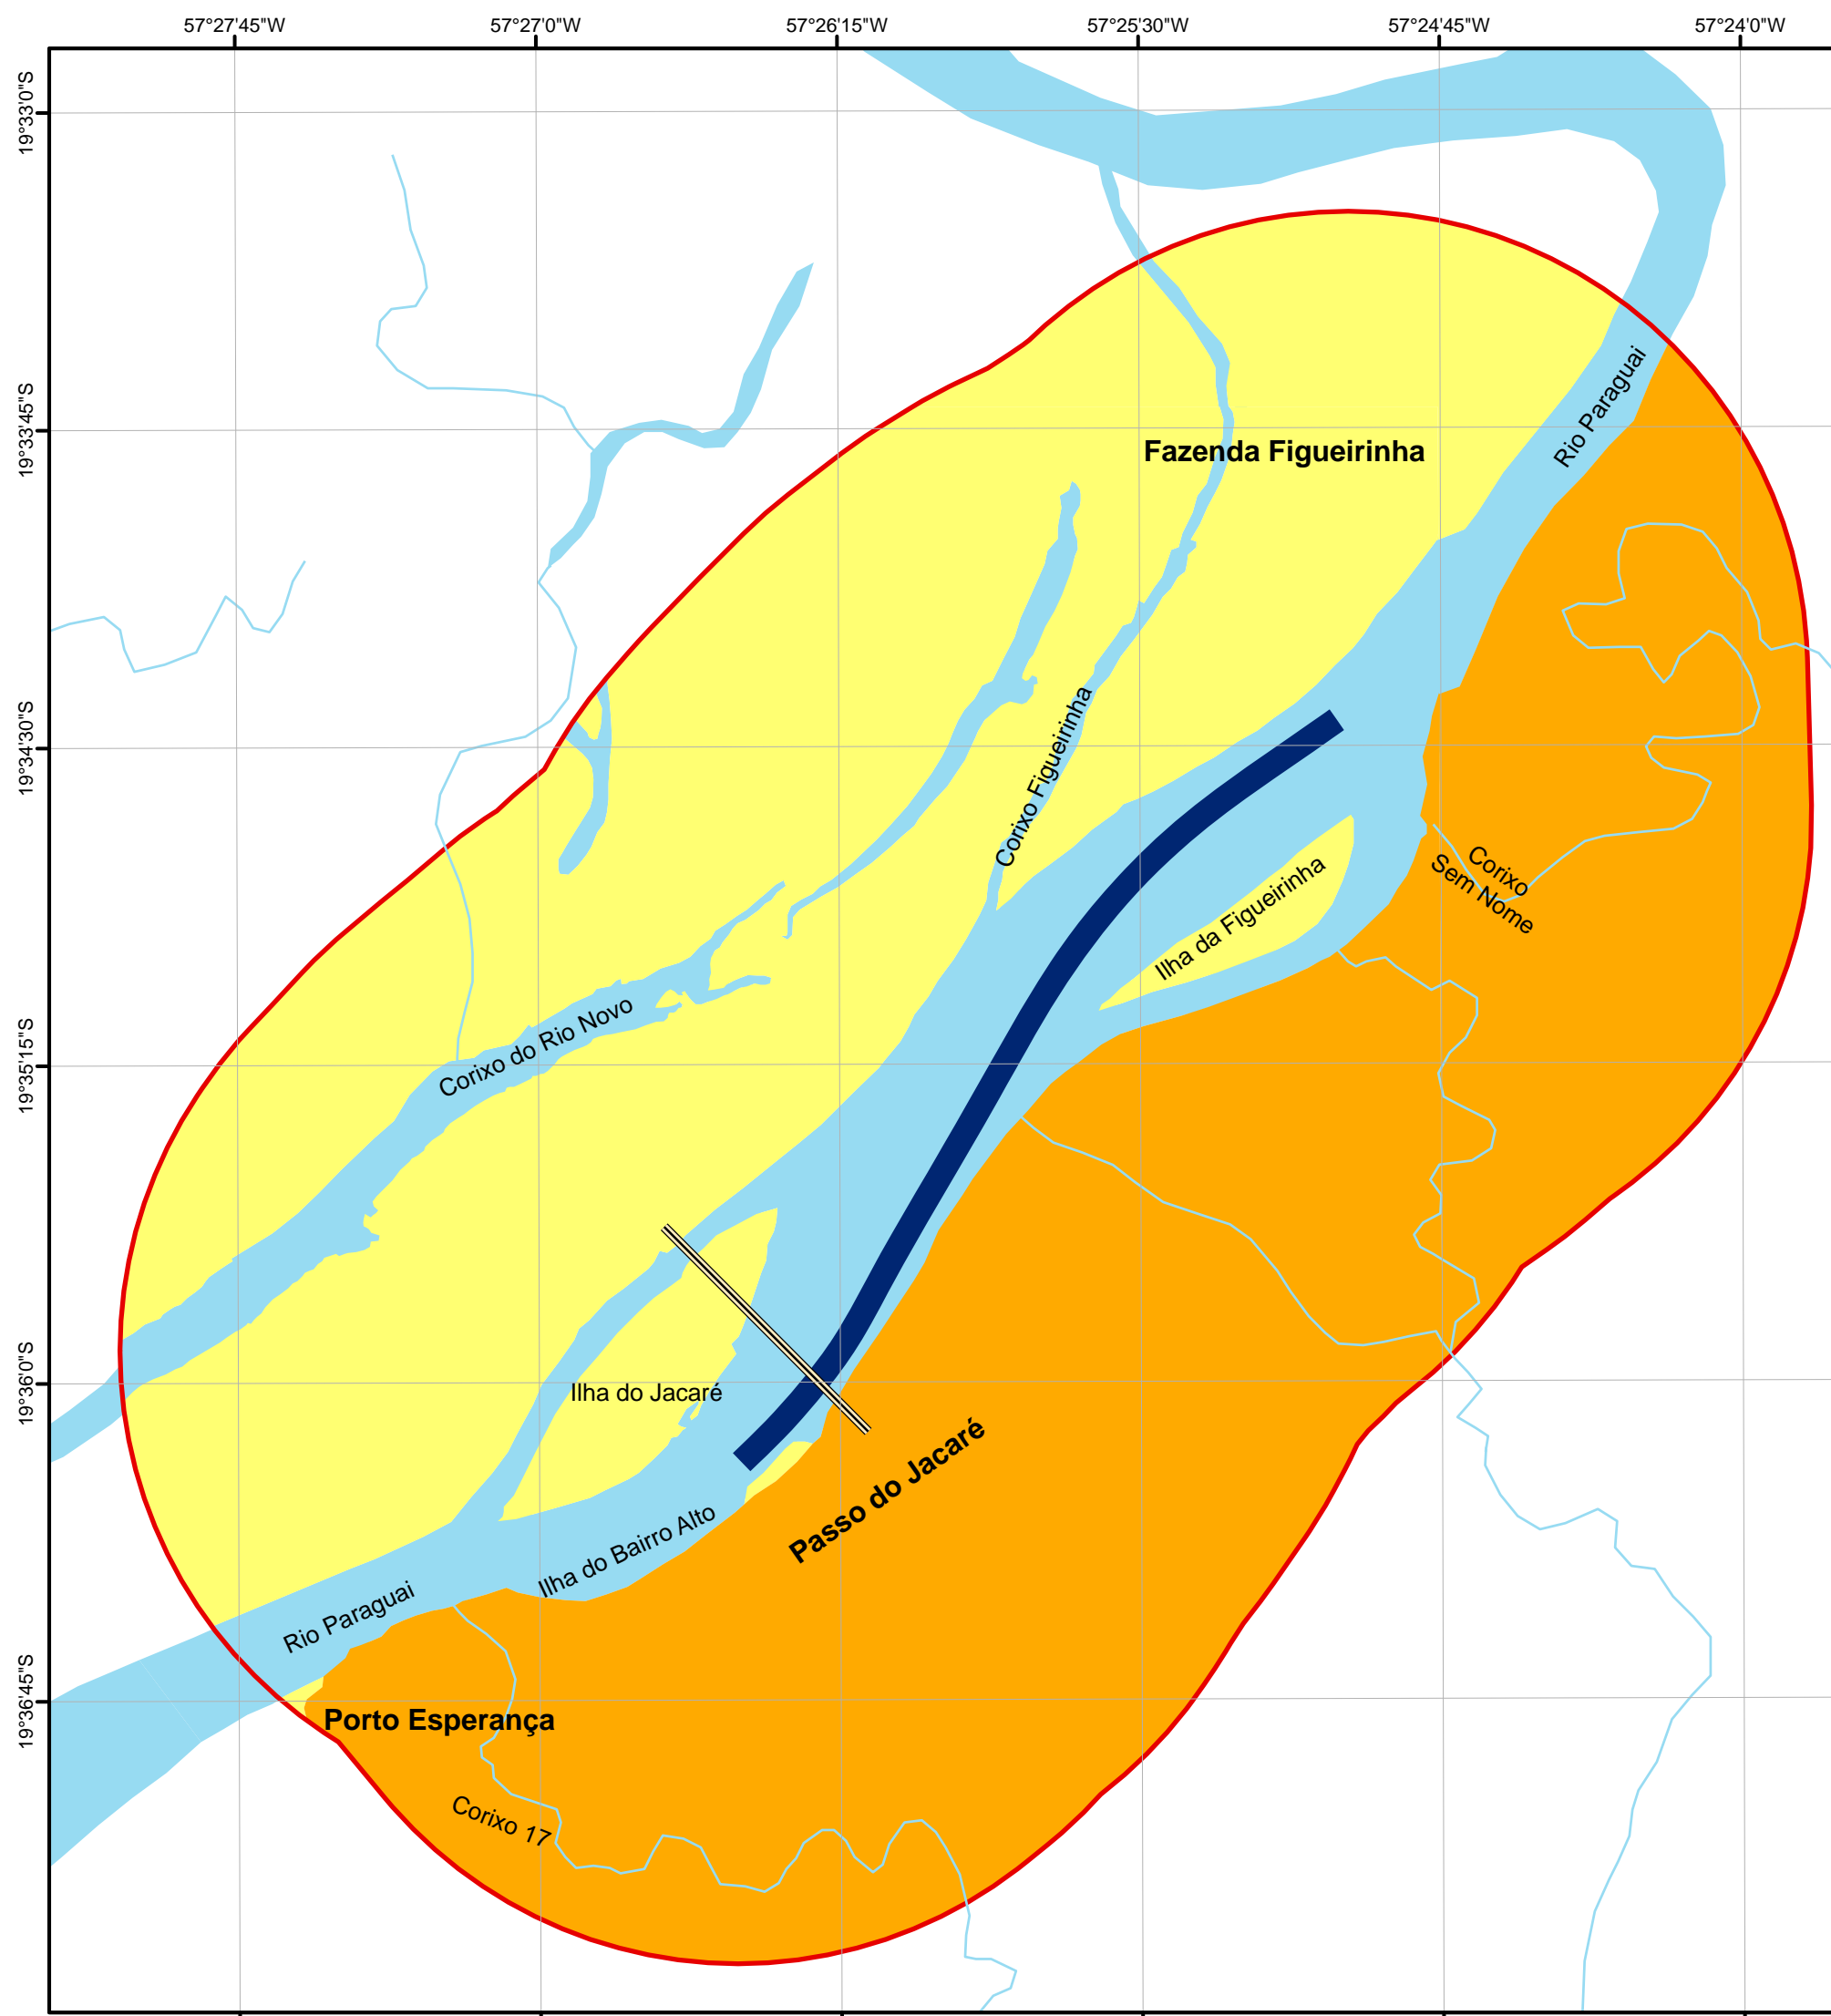 57°27'45"W
57°27'0"W
57°26'15"W
57°25'30"W
57°24'45"W
57°24'0"W
19°33'0"S
19°33'45"S
19°34'30"S
19°35'15"S
19°36'0"S
19°36'45"S
Rio Paraguai
Fazenda Figueirinha
Corixo Figueirinha
Corixo
Sem Nome
Ilha da Figueirinha
Corixo do Rio Novo
Ilha do Jacaré
Passo do Jacaré
Ilha do Bairro Alto
Rio Paraguai
Porto Esperança
Corixo 17